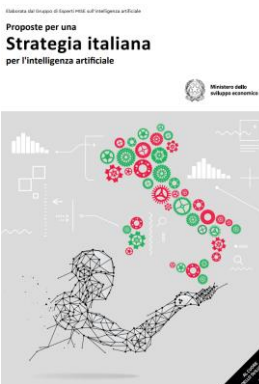 Elaborata dal Gruppo di Esperti MISE sull'intelligenza artificiale
Proposte per una
Strategia italiana
per l'intelligenza artificiale
Ministero dello
sviluppo economico